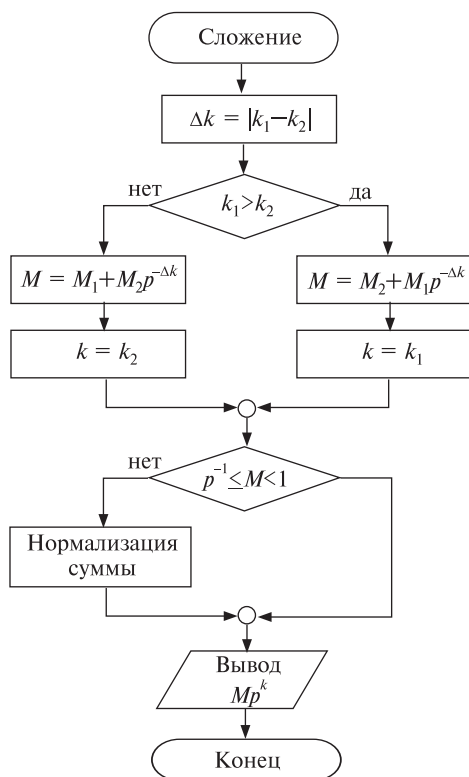 Сложение
Δk = |k₁−k₂|
нет
да
k₁>k₂
M = M₁+M₂p^−Δk
M = M₂+M₁p^−Δk
k = k₂
k = k₁
нет
p^−1≤M<1
Нормализация
суммы
Вывод
Mp^k
Конец